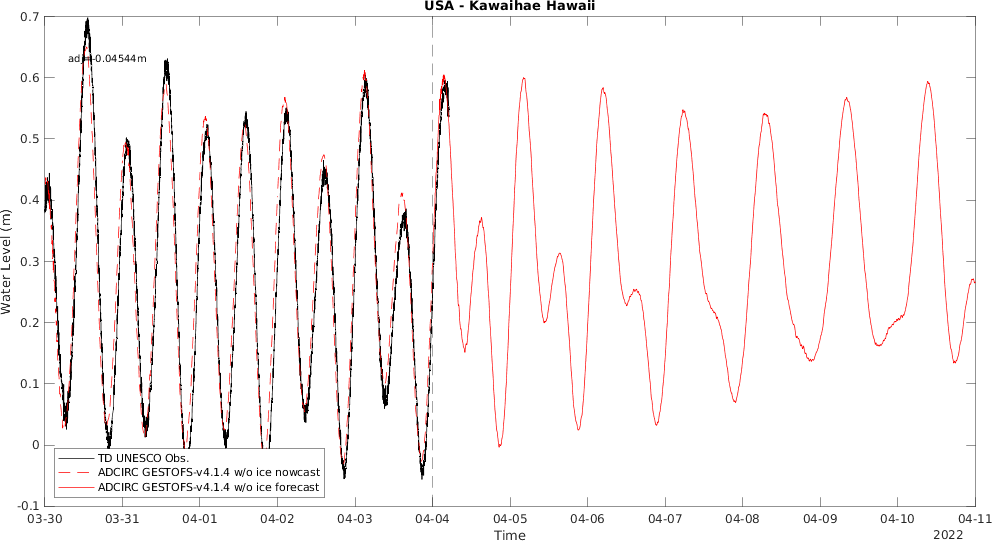 USA - Kawaihae Hawaii
0.7
0.6
0.5
0.4
0.3
0.2
0.1
0
-0.1
Water Level (m)
adj=-0.04544m
TD UNESCO Obs.
ADCIRC GESTOFS-v4.1.4 w/o ice nowcast
ADCIRC GESTOFS-v4.1.4 w/o ice forecast
03-30 03-31 04-01 04-02 04-03 04-04 04-05 04-06 04-07 04-08 04-09 04-10 04-11
Time
2022